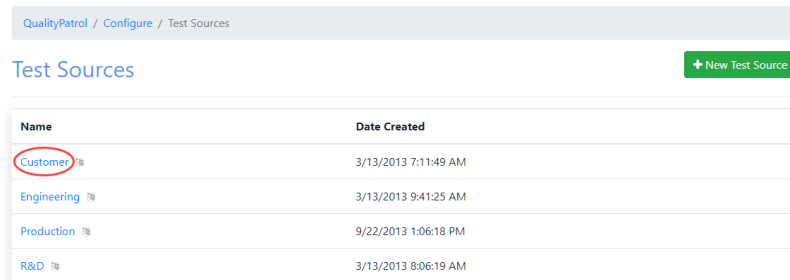 QualityPatrol / Configure / Test Sources
Test Sources
+ New Test Source
Name Date Created
Customer 3/13/2013 7:11:49 AM
Engineering 3/13/2013 9:41:25 AM
Production 9/22/2013 1:06:18 PM
R&D 3/13/2013 8:06:19 AM